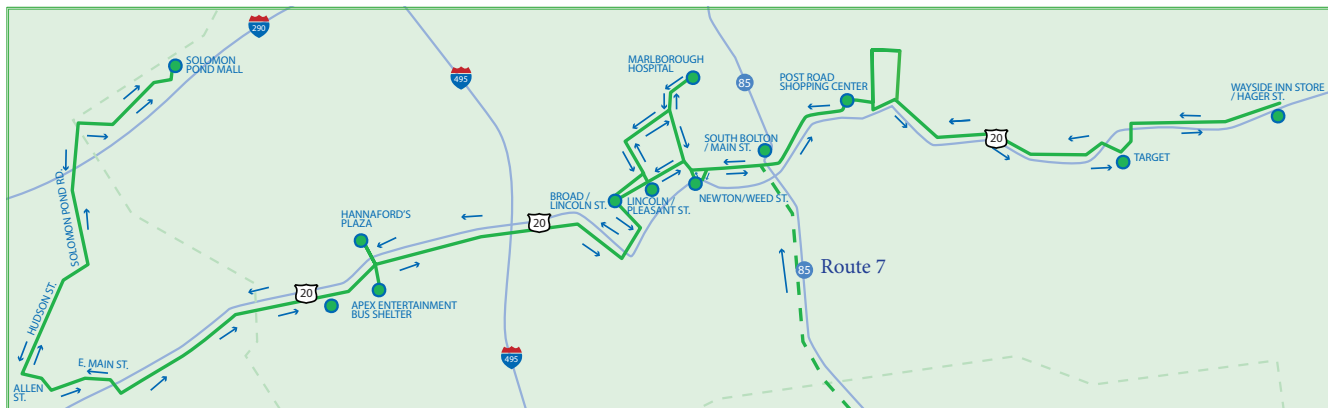 290
SOLOMON
POND MALL
495
MARLBOROUGH
HOSPITAL
85
POST ROAD
SHOPPING CENTER
WAYSIDE INN STORE
/ HAGER ST.
SOUTH BOLTON
/ MAIN ST.
20
TARGET
SOLOMON POND RD.
BROAD /
LINCOLN ST.
LINCOLN
PLEASANT ST.
NEWTON/WEED ST.
HANNAFORD'S
PLAZA
20
85
Route 7
HUDSON ST.
20
APEX ENTERTAINMENT
BUS SHELTER
495
E. MAIN ST.
ALLEN
ST.